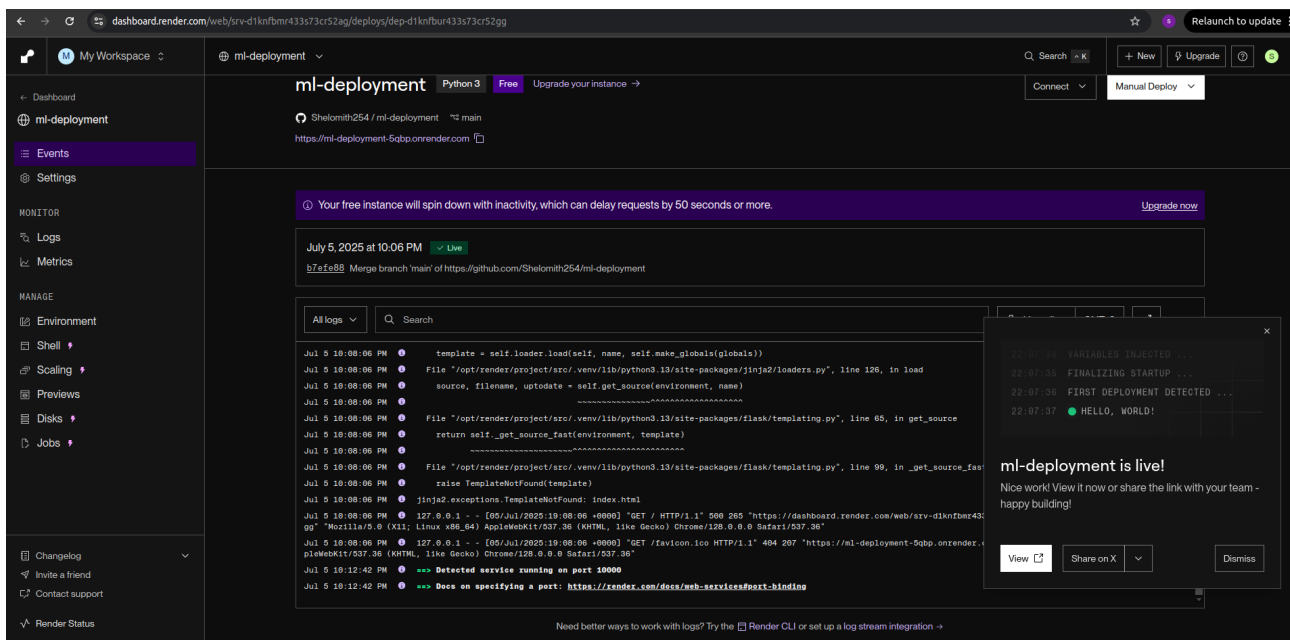 dashboard.render.com/web/srv-d1knfbmr433s73cr52ag/deploys/dep-d1knfbur433s73cr52gg
S
Relaunch to update
M My Workspace
ml-deployment
Search ^ K
+ New
Upgrade
S
← Dashboard
ml-deployment
Events
Settings
MONITOR
Logs
Metrics
MANAGE
Environment
Shell
Scaling
Previews
Disks
Jobs
Changelog
Invite a friend
Contact support
Render Status
ml-deployment Python 3 Free Upgrade your instance →
Connect
Manual Deploy
Shelomith254 / ml-deployment main
https://ml-deployment-5qbp.onrender.com
Your free instance will spin down with inactivity, which can delay requests by 50 seconds or more.
Upgrade now
July 5, 2025 at 10:06 PM ✓ Live
b7efe88 Merge branch 'main' of https://github.com/Shelomith254/ml-deployment
All logs
Search
Jul 5 10:08:06 PM template = self.loader.load(self, name, self.make_globals(globals))
Jul 5 10:08:06 PM File "/opt/render/project/src/.venv/lib/python3.13/site-packages/jinja2/loaders.py", line 126, in load
Jul 5 10:08:06 PM source, filename, uptodate = self.get_source(environment, name)
Jul 5 10:08:06 PM ~~~~~~~~~~~~~~~^^^^^^^^^^^^^^^^^^^
Jul 5 10:08:06 PM File "/opt/render/project/src/.venv/lib/python3.13/site-packages/flask/templating.py", line 65, in get_source
Jul 5 10:08:06 PM return self._get_source_fast(environment, template)
Jul 5 10:08:06 PM ~~~~~~~~~~~~~~~~~~~~~^^^^^^^^^^^^^^^^^^^^^^^
Jul 5 10:08:06 PM File "/opt/render/project/src/.venv/lib/python3.13/site-packages/flask/templating.py", line 99, in _get_source_fas
Jul 5 10:08:06 PM raise TemplateNotFound(template)
Jul 5 10:08:06 PM jinja2.exceptions.TemplateNotFound: index.html
Jul 5 10:08:06 PM 127.0.0.1 - - [05/Jul/2025:19:08:06 +0000] "GET / HTTP/1.1" 500 265 "https://dashboard.render.com/web/srv-d1knfbmr43
gg" "Mozilla/5.0 (X11; Linux x86_64) AppleWebKit/537.36 (KHTML, like Gecko) Chrome/128.0.0.0 Safari/537.36"
Jul 5 10:08:06 PM 127.0.0.1 - - [05/Jul/2025:19:08:06 +0000] "GET /favicon.ico HTTP/1.1" 404 207 "https://ml-deployment-5qbp.onrender.
pleWebKit/537.36 (KHTML, like Gecko) Chrome/128.0.0.0 Safari/537.36"
Jul 5 10:12:42 PM ==> Detected service running on port 10000
Jul 5 10:12:42 PM ==> Docs on specifying a port: https://render.com/docs/web-services#port-binding
Need better ways to work with logs? Try the Render CLI or set up a log stream integration →
VARIABLES INJECTED ...
22:07:35 FINALIZING STARTUP ...
22:07:36 FIRST DEPLOYMENT DETECTED ...
22:07:37 HELLO, WORLD!
ml-deployment is live!
Nice work! View it now or share the link with your team -
happy building!
View
Share on X
Dismiss